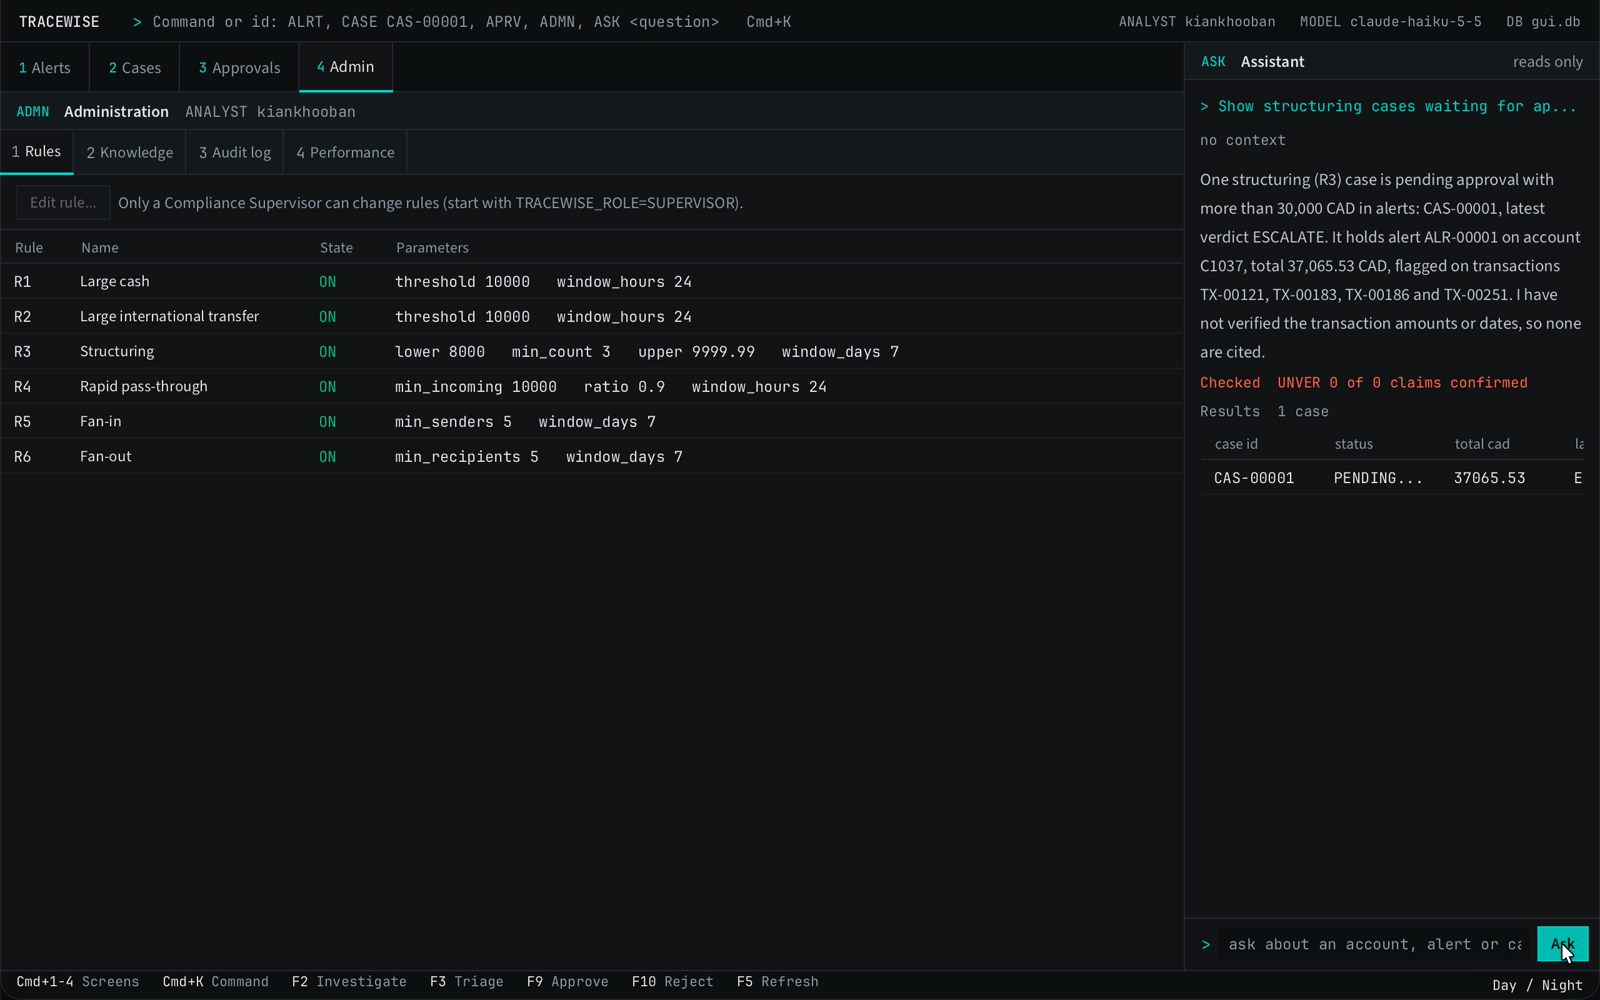 TRACEWISE > Command or id: ALRT, CASE CAS-00001, APRV, ADMN, ASK <question> Cmd+K ANALYST kiankhooban MODEL claude-haiku-5-5 DB gui.db
1 Alerts 2 Cases 3 Approvals 4 Admin
ADMN Administration ANALYST kiankhooban
1 Rules 2 Knowledge 3 Audit log 4 Performance
Edit rule... Only a Compliance Supervisor can change rules (start with TRACEWISE_ROLE=SUPERVISOR).
Rule Name State Parameters
R1 Large cash ON threshold 10000 window_hours 24
R2 Large international transfer ON threshold 10000 window_hours 24
R3 Structuring ON lower 8000 min_count 3 upper 9999.99 window_days 7
R4 Rapid pass-through ON min_incoming 10000 ratio 0.9 window_hours 24
R5 Fan-in ON min_senders 5 window_days 7
R6 Fan-out ON min_recipients 5 window_days 7
ASK Assistant reads only
> Show structuring cases waiting for ap...
no context
One structuring (R3) case is pending approval with
more than 30,000 CAD in alerts: CAS-00001, latest
verdict ESCALATE. It holds alert ALR-00001 on account
C1037, total 37,065.53 CAD, flagged on transactions
TX-00121, TX-00183, TX-00186 and TX-00251. I have
not verified the transaction amounts or dates, so none
are cited.
Checked UNVER 0 of 0 claims confirmed
Results 1 case
case id status total cad la
CAS-00001 PENDING... 37065.53 E
> ask about an account, alert or ca Ask
Cmd+1-4 Screens Cmd+K Command F2 Investigate F3 Triage F9 Approve F10 Reject F5 Refresh Day / Night